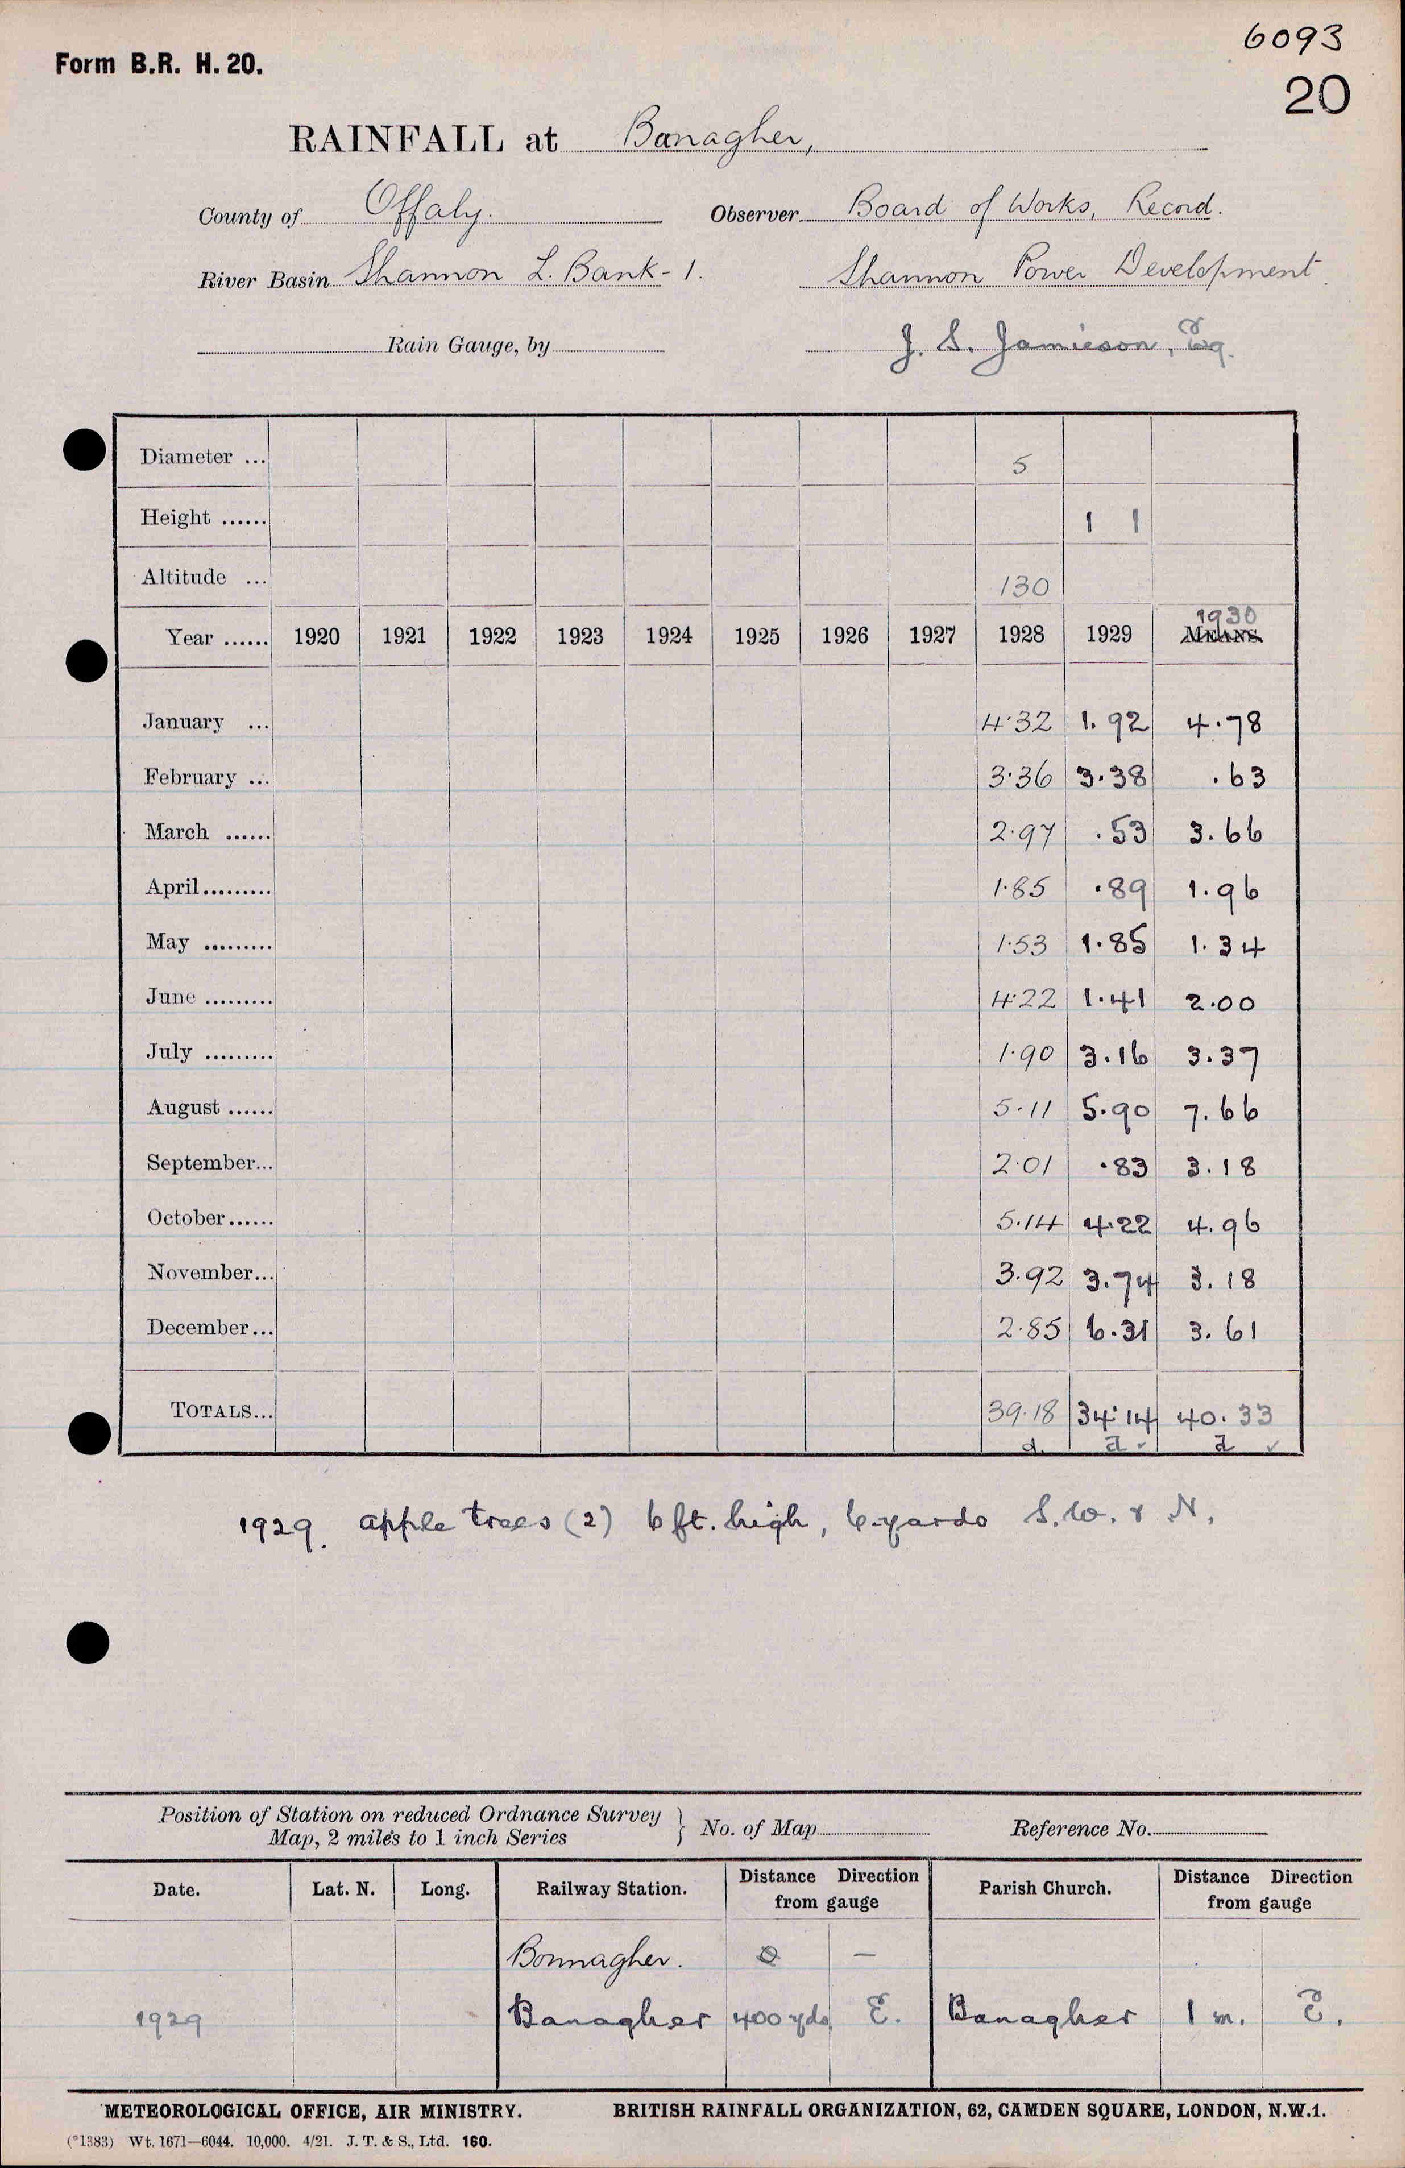 6093
Form B.R. H. 20.
20
RAINFALL at Banagher,
County of Offaly. Observer Board of Works, Record.
River Basin Shannon L. Bank - 1. Shannon Power Development
Rain Gauge, by J. S. Jamieson, Esq.
Diameter ... 5
Height ...... 1 1
Altitude ... 130
1930
Year ...... 1920 1921 1922 1923 1924 1925 1926 1927 1928 1929 MEANS.
January ... 4.32 1.92 4.78
February ... 3.36 3.38 .63
March ...... 2.97 .53 3.66
April ......... 1.85 .89 1.96
May ......... 1.53 1.85 1.34
June ......... 4.22 1.41 2.00
July ......... 1.90 3.16 3.37
August ...... 5.11 5.90 7.66
September... 2.01 .83 3.18
October ...... 5.14 4.22 4.96
November... 3.92 3.74 3.18
December... 2.85 6.31 3.61
TOTALS... 39.18 34.14 40.33
d. a ✓ a ✓
1929. apple trees (2) 6 ft. high, 6 yards S.W. & N.
Position of Station on reduced Ordnance Survey
Map, 2 miles to 1 inch Series } No. of Map Reference No.
Date. Lat. N. Long. Railway Station. Distance Direction from gauge Parish Church. Distance Direction from gauge
Bonnagher. 0 —
1929 Banagher 400 yds E. Banagher 1 m. E.
METEOROLOGICAL OFFICE, AIR MINISTRY. BRITISH RAINFALL ORGANIZATION, 62, CAMDEN SQUARE, LONDON, N.W.1.
(*1383) Wt. 1671—6044. 10,000. 4/21. J. T. & S., Ltd. 160.